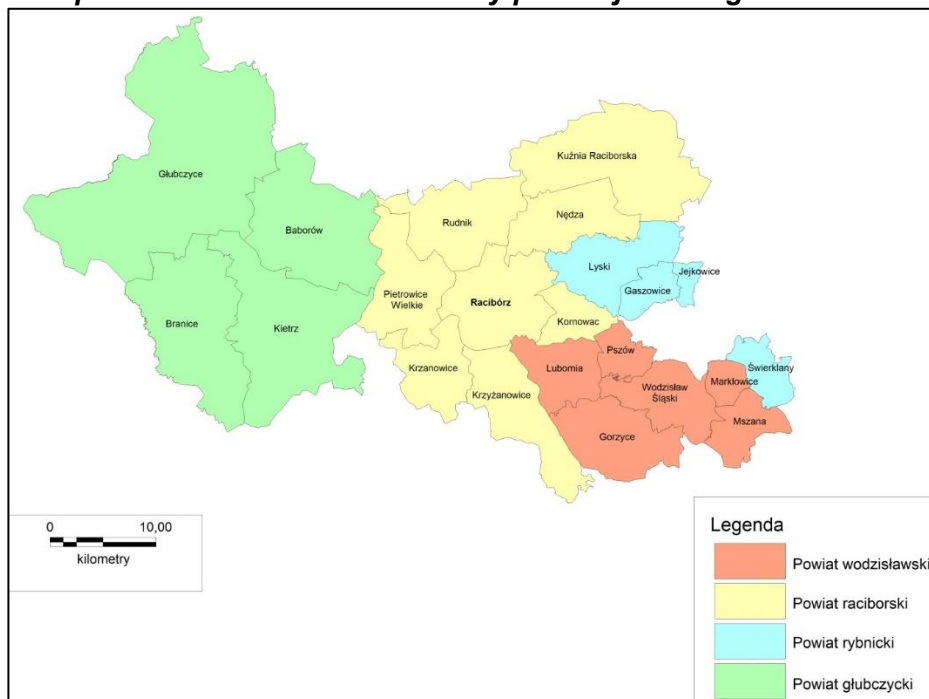 Głubczyce
Baborów
Branice
Kietrz
Kuźnia Raciborska
Nędza
Rudnik
Lyski
Jejkowice
Gaszowice
Pietrowice
Wielkie
Racibórz
Kornowac
Krzanowice
Krzyżanowice
Lubomia
Pszów
Wodzisław
Śląski
Marklowice
Świerklany
Mszana
Gorzyce
0 10,00
kilometry
Legenda
Powiat wodzisławski
Powiat raciborski
Powiat rybnicki
Powiat głubczycki